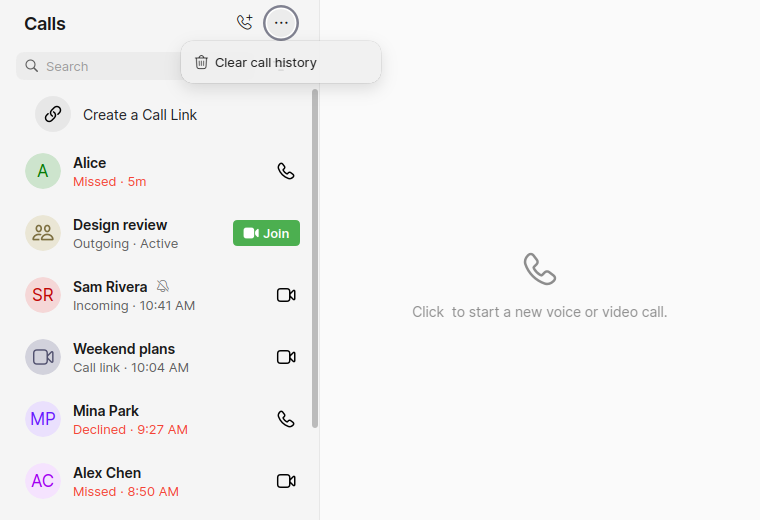 Calls
Clear call history
Search
Create a Call Link
A
Alice
Missed · 5m
Design review
Outgoing · Active
Join
SR
Sam Rivera
Incoming · 10:41 AM
Weekend plans
Call link · 10:04 AM
MP
Mina Park
Declined · 9:27 AM
AC
Alex Chen
Missed · 8:50 AM
Click  to start a new voice or video call.